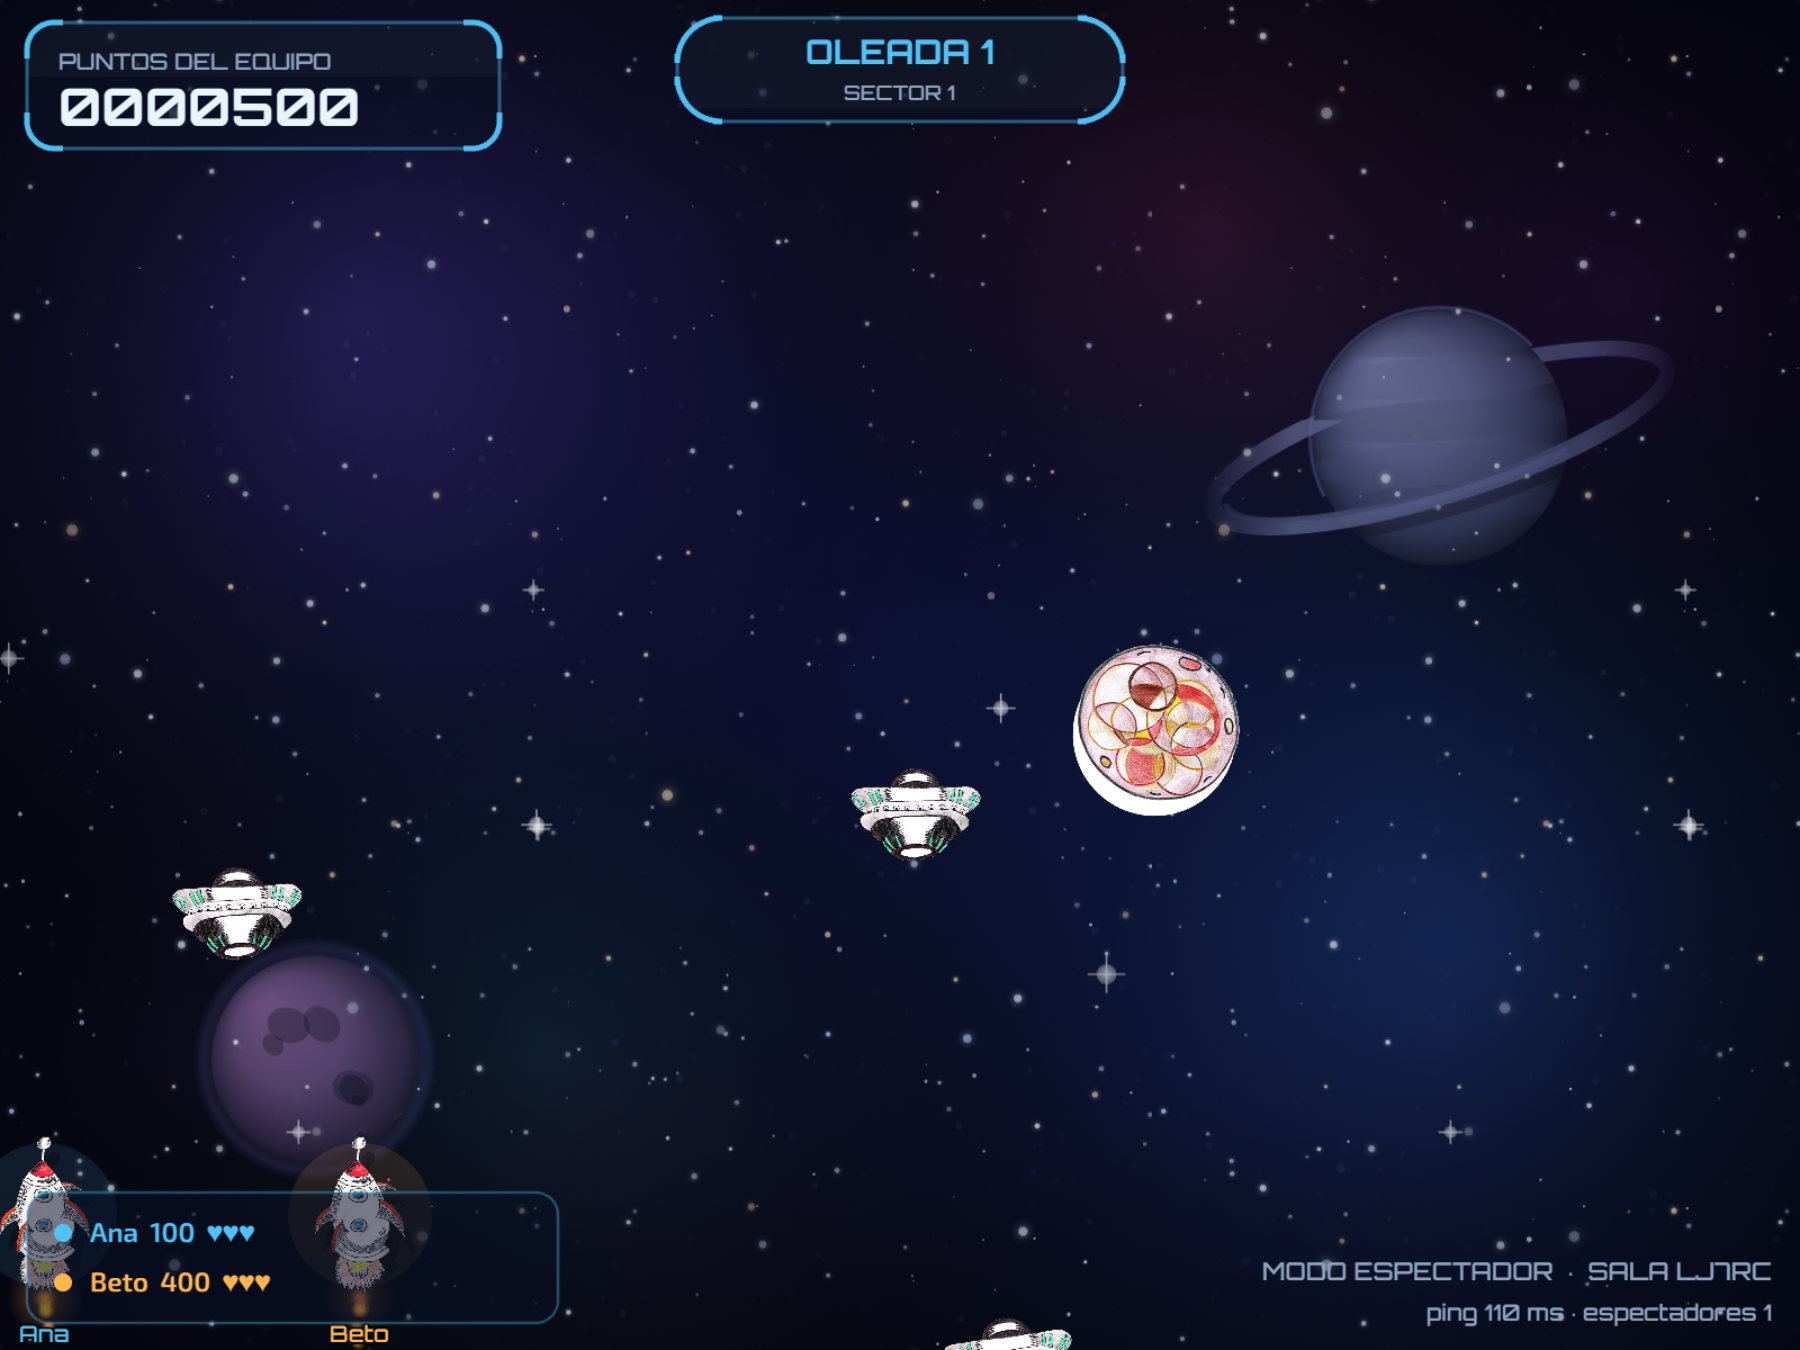 PUNTOS DEL EQUIPO
0000500
OLEADA 1
SECTOR 1
Ana 100 ♥♥♥
Beto 400 ♥♥♥
Ana
Beto
MODO ESPECTADOR · SALA LJ7RC
ping 110 ms · espectadores 1